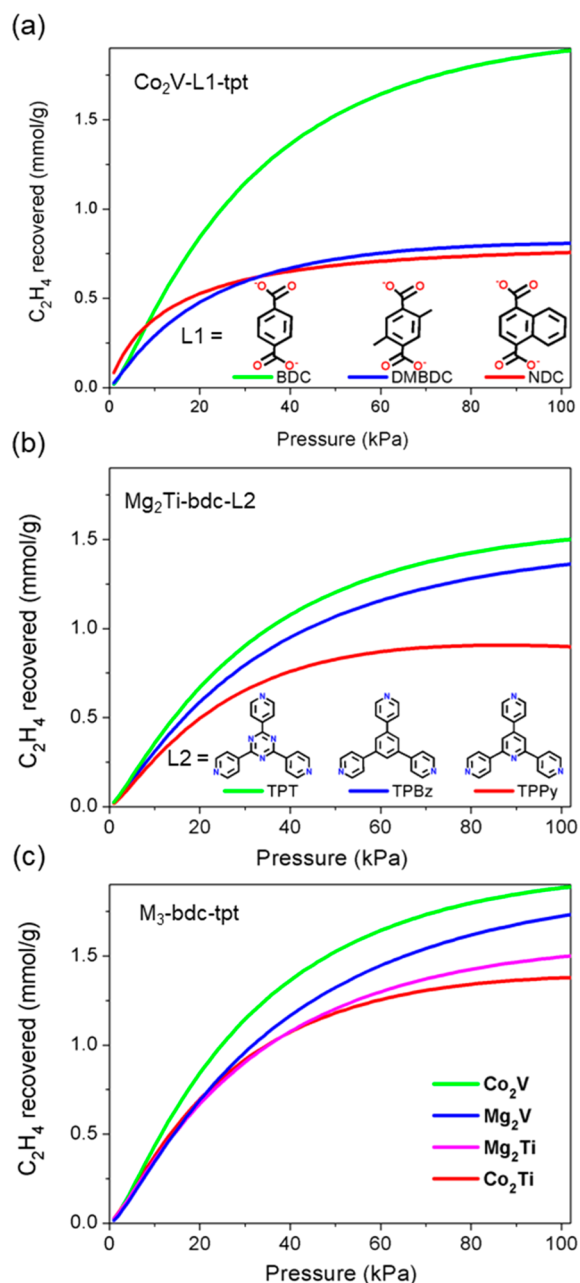 (a)
Co₂V-L1-tpt
C₂H₄ recovered (mmol/g)
1.5
1.0
0.5
0.0
L1 =
O⁻ O O⁻ O O⁻ O
O O⁻ O O⁻ O O⁻
BDC DMBDC NDC
20 40 60 80 100
Pressure (kPa)
(b)
Mg₂Ti-bdc-L2
C₂H₄ recovered (mmol/g)
1.5
1.0
0.5
0.0
L2 =
N N N
N N N
N N
N N N N N N N
TPT TPBz TPPy
20 40 60 80 100
Pressure (kPa)
(c)
M₃-bdc-tpt
C₂H₄ recovered (mmol/g)
1.5
1.0
0.5
0.0
Co₂V
Mg₂V
Mg₂Ti
Co₂Ti
20 40 60 80 100
Pressure (kPa)